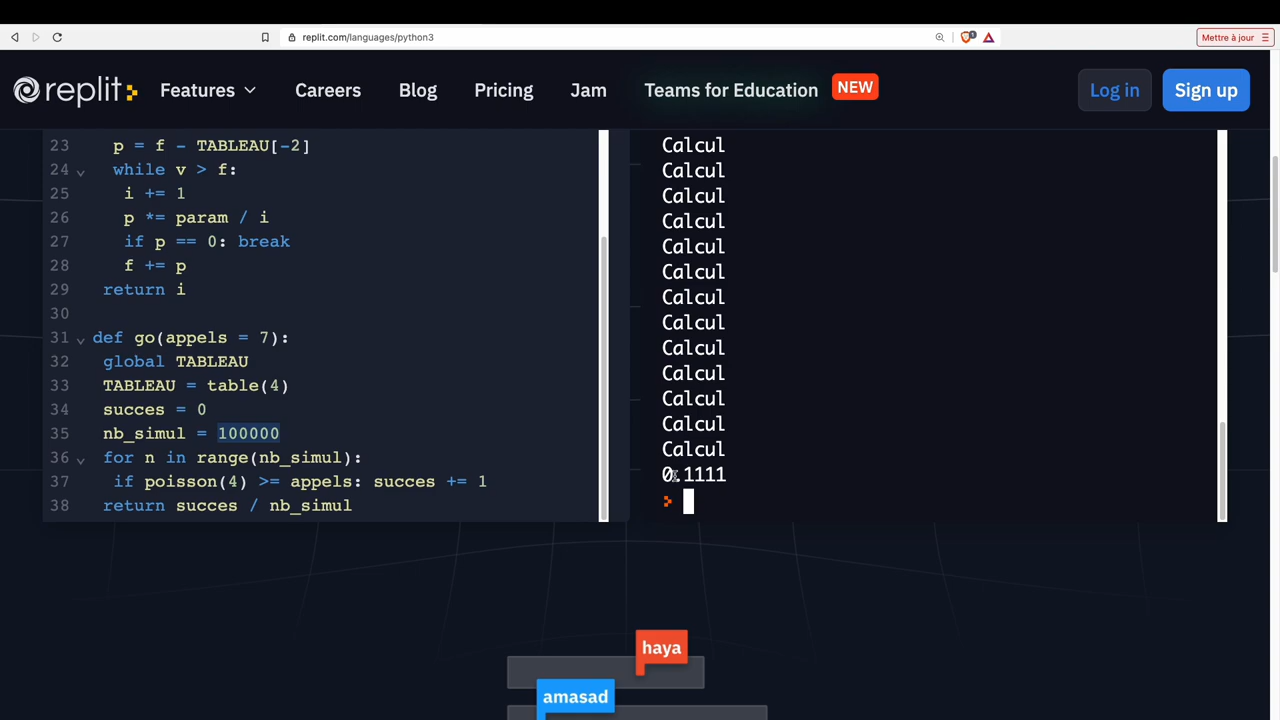 replit.com/languages/python3
1
Mettre à jour
replit
Features
Careers
Blog
Pricing
Jam
Teams for Education
NEW
Log in
Sign up
23 p = f - TABLEAU[-2]
24 while v > f:
25 i += 1
26 p *= param / i
27 if p == 0: break
28 f += p
29 return i
30
31 def go(appels = 7):
32 global TABLEAU
33 TABLEAU = table(4)
34 succes = 0
35 nb_simul = 100000
36 for n in range(nb_simul):
37 if poisson(4) >= appels: succes += 1
38 return succes / nb_simul
Calcul
Calcul
Calcul
Calcul
Calcul
Calcul
Calcul
Calcul
Calcul
Calcul
Calcul
Calcul
Calcul
0.1111
haya
amasad